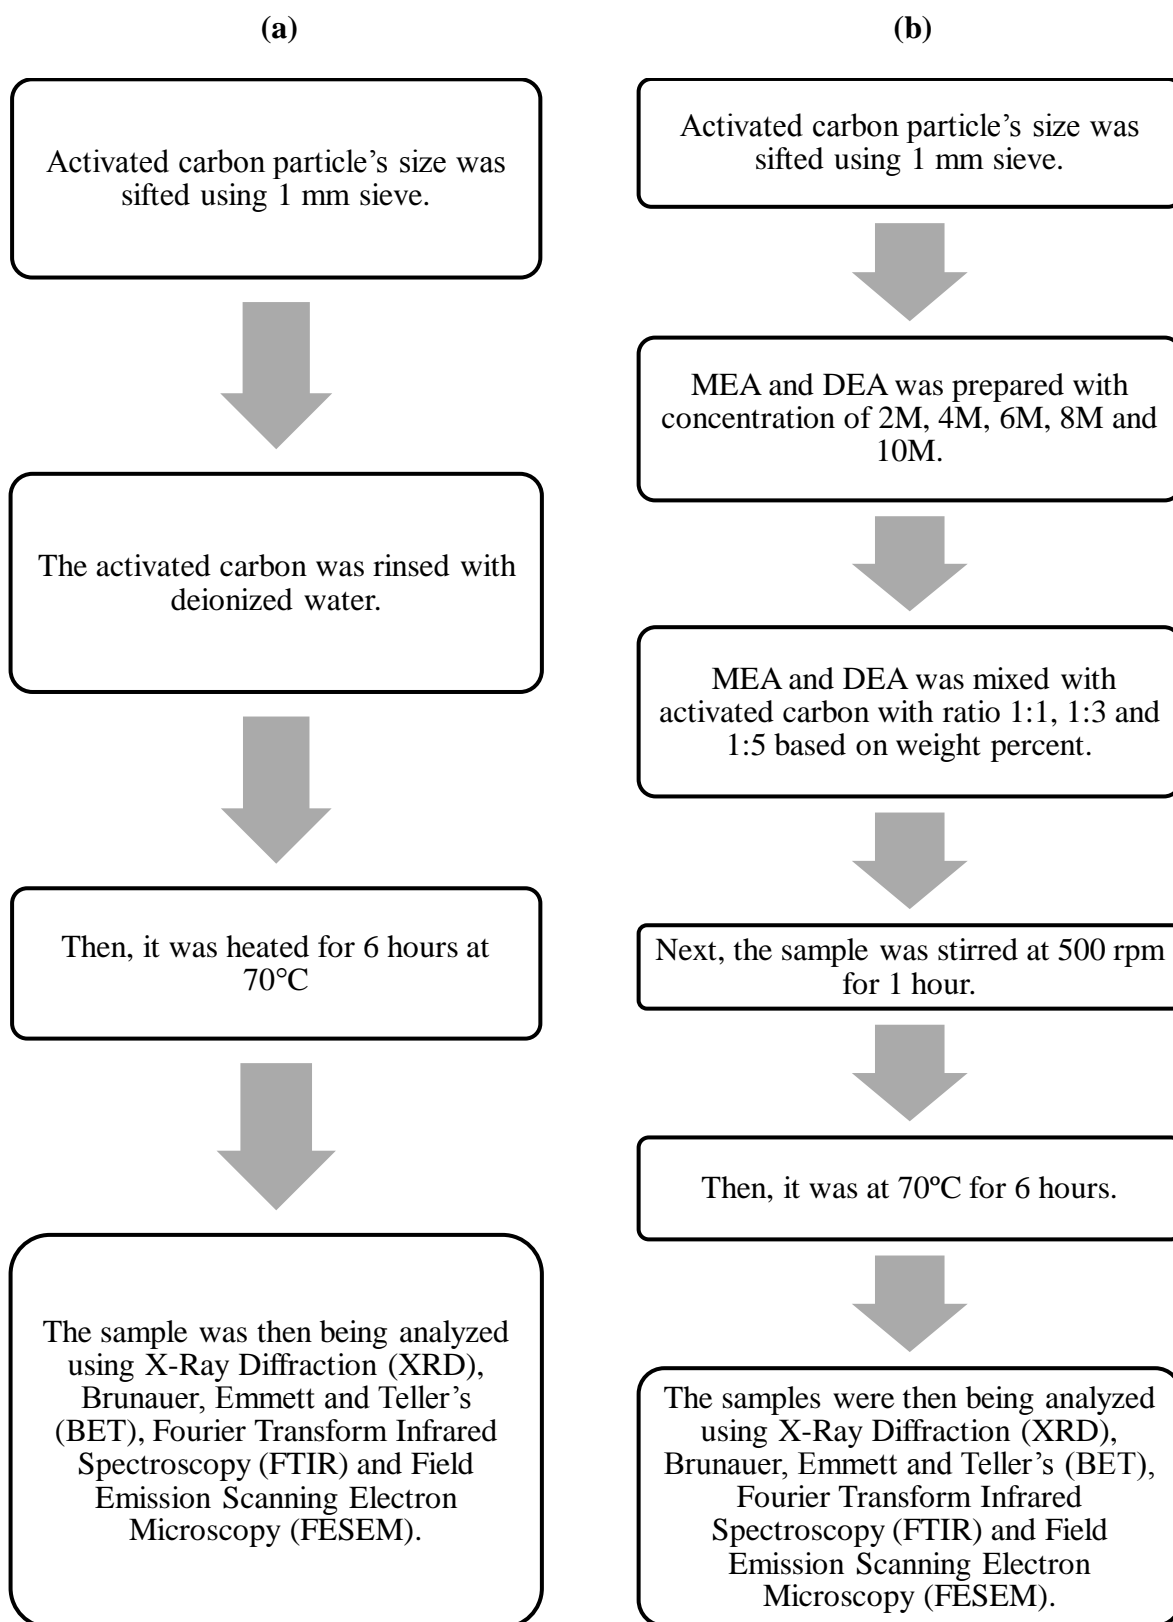 (a)
Activated carbon particle’s size was
sifted using 1 mm sieve.
The activated carbon was rinsed with
deionized water.
Then, it was heated for 6 hours at
70°C
The sample was then being analyzed
using X-Ray Diffraction (XRD),
Brunauer, Emmett and Teller’s
(BET), Fourier Transform Infrared
Spectroscopy (FTIR) and Field
Emission Scanning Electron
Microscopy (FESEM).
(b)
Activated carbon particle’s size was
sifted using 1 mm sieve.
MEA and DEA was prepared with
concentration of 2M, 4M, 6M, 8M and
10M.
MEA and DEA was mixed with
activated carbon with ratio 1:1, 1:3 and
1:5 based on weight percent.
Next, the sample was stirred at 500 rpm
for 1 hour.
Then, it was at 70ºC for 6 hours.
The samples were then being analyzed
using X-Ray Diffraction (XRD),
Brunauer, Emmett and Teller’s (BET),
Fourier Transform Infrared
Spectroscopy (FTIR) and Field
Emission Scanning Electron
Microscopy (FESEM).